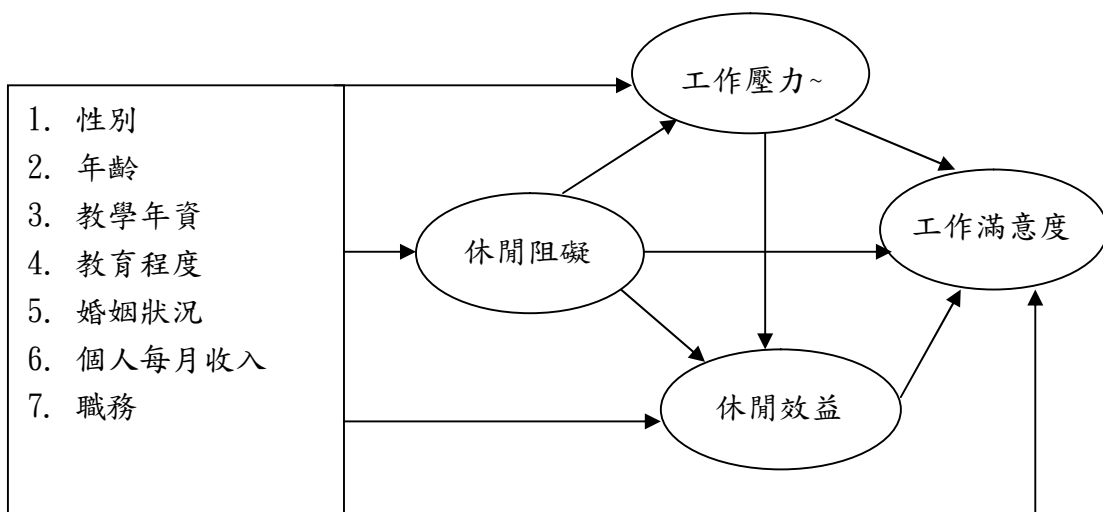 工作壓力~
1. 性別
2. 年齡
3. 教學年資
4. 教育程度
5. 婚姻狀況
6. 個人每月收入
7. 職務
休閒阻礙
工作滿意度
休閒效益